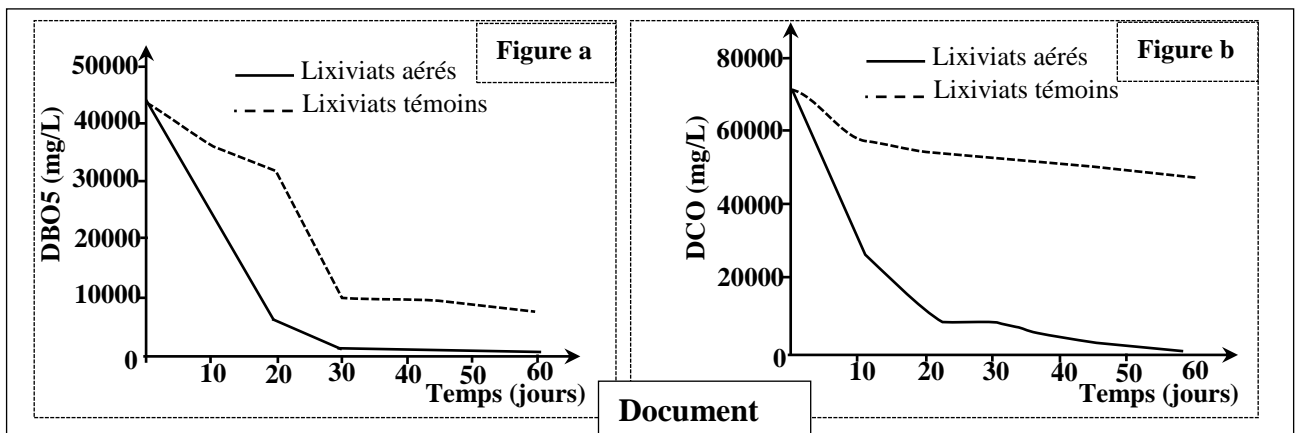 Figure a
50000
40000
30000
20000
10000
0
DBO5 (mg/L)
Lixiviats aérés
Lixiviats témoins
10 20 30 40 50 60
Temps (jours)
Figure b
80000
60000
40000
20000
0
DCO (mg/L)
Lixiviats aérés
Lixiviats témoins
10 20 30 40 50 60
Temps (jours)
Document